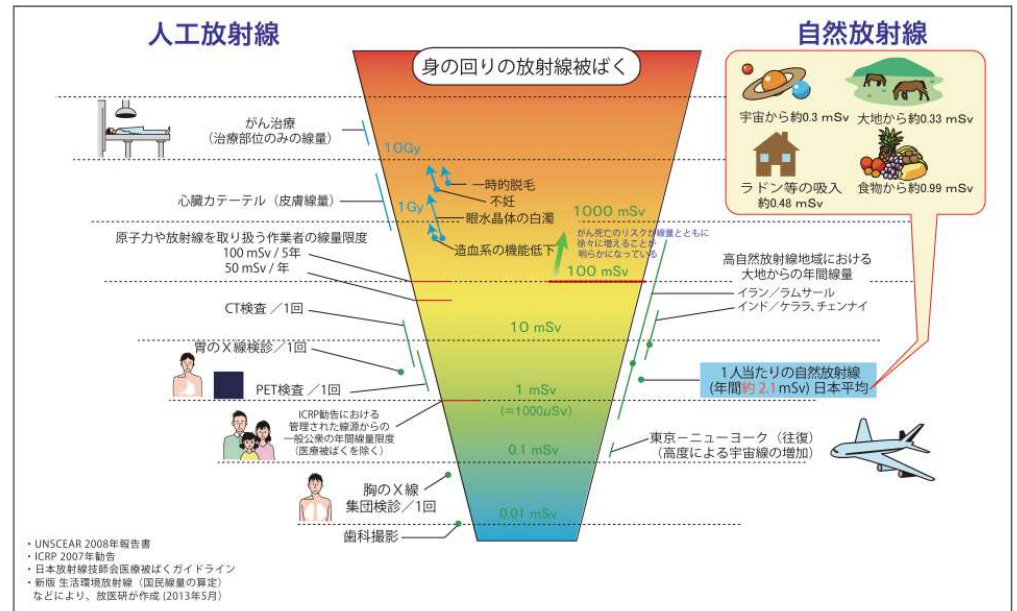 人工放射線
自然放射線
身の回りの放射線被ばく
宇宙から約0.3 mSv
大地から約0.33 mSv
ラドン等の吸入
約0.48 mSv
食物から約0.99 mSv
がん治療
(治療部位のみの線量)
10Gy
心臓カテーテル(皮膚線量)
1Gy
一時的脱毛
不妊
眼水晶体の白濁
造血系の機能低下
1000 mSv
がん死亡のリスクが線量とともに
徐々に増えることが
明らかになっている
100 mSv
原子力や放射線を取り扱う作業者の線量限度
100 mSv / 5年
50 mSv / 年
高自然放射線地域における
大地からの年間線量
イラン/ラムサール
インド/ケララ、チェンナイ
CT検査 /1回
10 mSv
胃のX線検診/1回
PET検査 /1回
1 mSv
(=1000μSv)
1人当たりの自然放射線
(年間約 2.1mSv) 日本平均
ICRP勧告における
管理された線源からの
一般公衆の年間線量限度
(医療被ばくを除く)
0.1 mSv
東京ーニューヨーク(往復)
(高度による宇宙線の増加)
胸のX線
集団検診/1回
0.01 mSv
歯科撮影
・UNSCEAR 2008年報告書
・ICRP 2007年勧告
・日本放射線技師会医療被ばくガイドライン
・新版 生活環境放射線(国民線量の算定)
などにより、放医研が作成 (2013年5月)